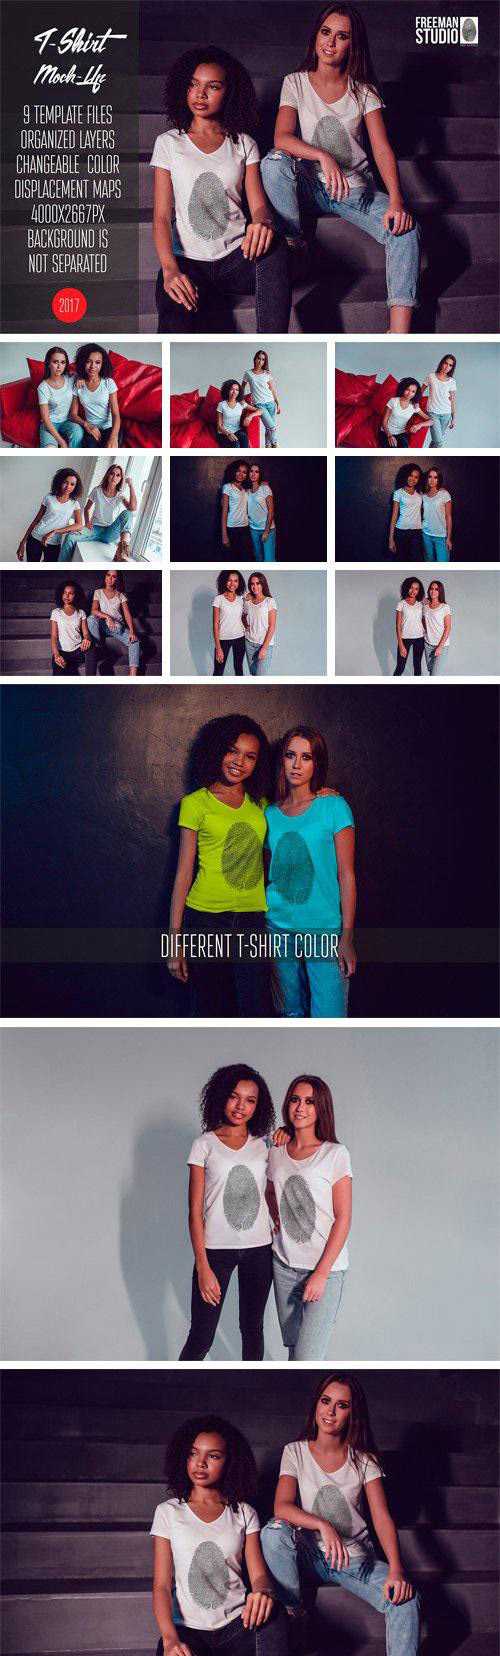 T-Shirt
Mock-Up
9 TEMPLATE FILES
ORGANIZED LAYERS
CHANGEABLE COLOR
DISPLACEMENT MAPS
4000X2667PX
BACKGROUND IS
NOT SEPARATED
2017
FREEMAN
STUDIO
DIFFERENT T-SHIRT COLOR